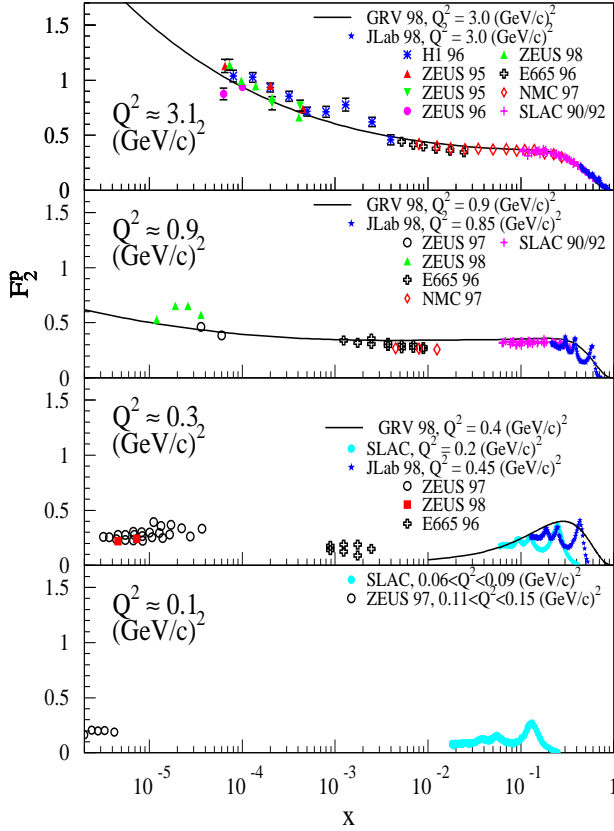 GRV 98, Q² = 3.0 (GeV/c)²
JLab 98, Q² = 3.0 (GeV/c)²
H1 96
ZEUS 98
ZEUS 95
E665 96
ZEUS 95
NMC 97
ZEUS 96
SLAC 90/92
Q² ≈ 3.1
(GeV/c)²
1.5
1
0.5
0
GRV 98, Q² = 0.9 (GeV/c)²
JLab 98, Q² = 0.85 (GeV/c)²
ZEUS 97
SLAC 90/92
ZEUS 98
E665 96
NMC 97
Q² ≈ 0.9
(GeV/c)²
1.5
1
0.5
0
F₂ᵖ
Q² ≈ 0.3
(GeV/c)²
GRV 98, Q² = 0.4 (GeV/c)²
SLAC, Q² = 0.2 (GeV/c)²
JLab 98, Q² = 0.45 (GeV/c)²
ZEUS 97
ZEUS 98
E665 96
1.5
1
0.5
0
Q² ≈ 0.1
(GeV/c)²
SLAC, 0.06<Q²<0.09 (GeV/c)²
ZEUS 97, 0.11<Q²<0.15 (GeV/c)²
1.5
1
0.5
0
10⁻⁵
10⁻⁴
10⁻³
10⁻²
10⁻¹
1
x